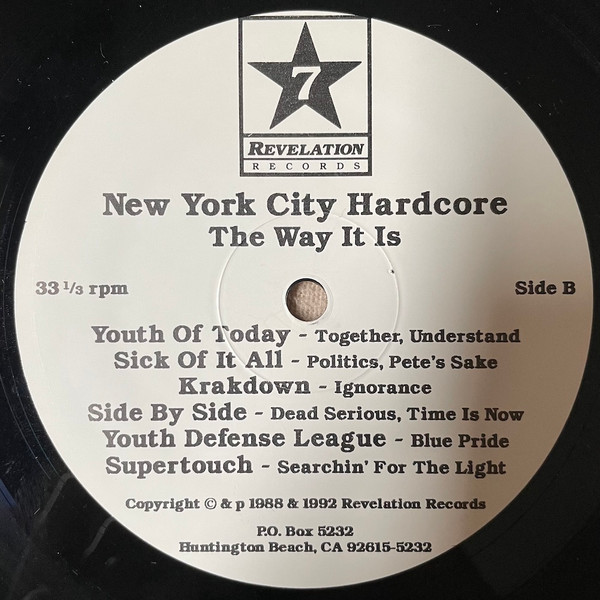 7
REVELATION
RECORDS
New York City Hardcore
The Way It Is
33 1/3 rpm
Side B
Youth Of Today - Together, Understand
Sick Of It All - Politics, Pete's Sake
Krakdown - Ignorance
Side By Side - Dead Serious, Time Is Now
Youth Defense League - Blue Pride
Supertouch - Searchin' For The Light
Copyright © & p 1988 & 1992 Revelation Records
P.O. Box 5232
Huntington Beach, CA 92615-5232